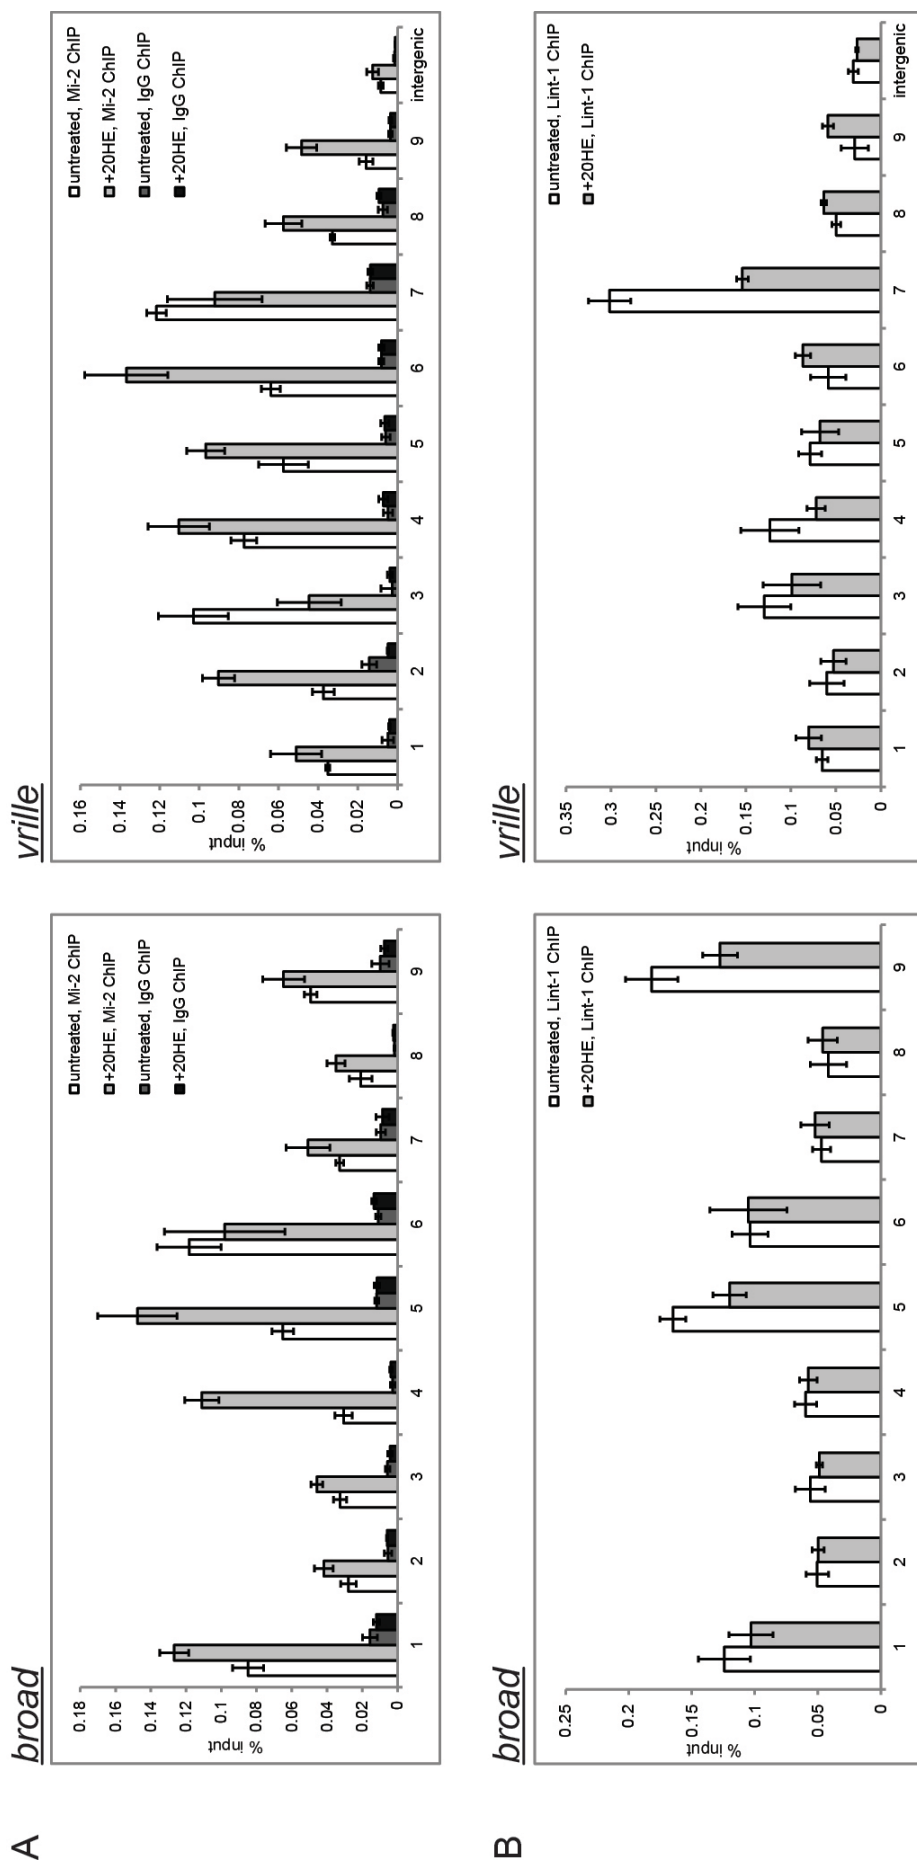 A
broad
% input
0.18
0.16
0.14
0.12
0.1
0.08
0.06
0.04
0.02
0
1 2 3 4 5 6 7 8 9
untreated, Mi-2 ChIP
+20HE, Mi-2 ChIP
untreated, IgG ChIP
+20HE, IgG ChIP
vrille
% input
0.16
0.14
0.12
0.1
0.08
0.06
0.04
0.02
0
1 2 3 4 5 6 7 8 9 intergenic
untreated, Mi-2 ChIP
+20HE, Mi-2 ChIP
untreated, IgG ChIP
+20HE, IgG ChIP
B
broad
% input
0.25
0.2
0.15
0.1
0.05
0
1 2 3 4 5 6 7 8 9
untreated, Lint-1 ChIP
+20HE, Lint-1 ChIP
vrille
% input
0.35
0.3
0.25
0.2
0.15
0.1
0.05
0
1 2 3 4 5 6 7 8 9 intergenic
untreated, Lint-1 ChIP
+20HE, Lint-1 ChIP